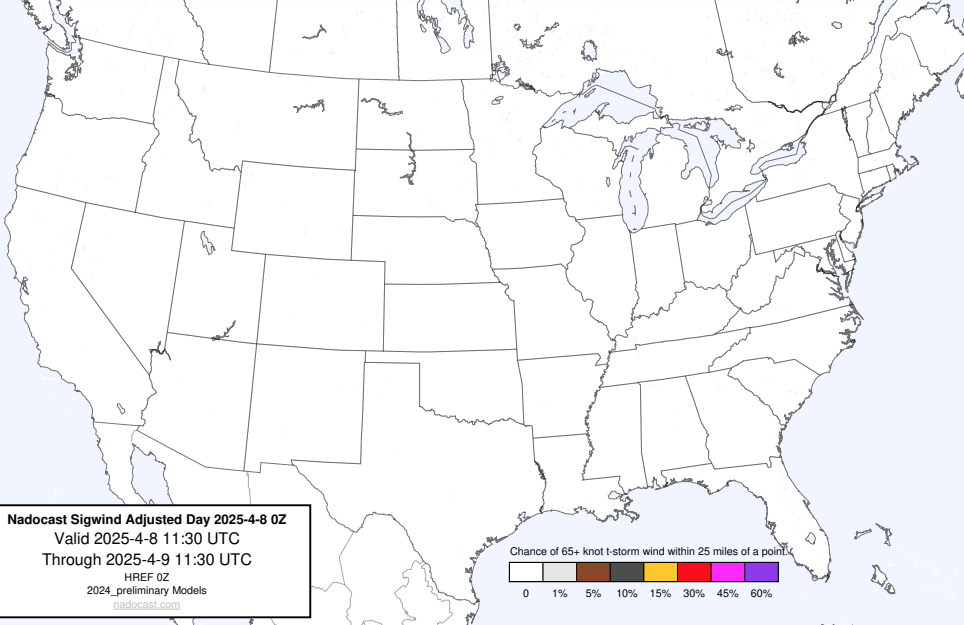 Nadocast Sigwind Adjusted Day 2025-4-8 0Z
Valid 2025-4-8 11:30 UTC
Through 2025-4-9 11:30 UTC
HREF 0Z
2024_preliminary Models
nadocast.com
Chance of 65+ knot t-storm wind within 25 miles of a point.
0 1% 5% 10% 15% 30% 45% 60%